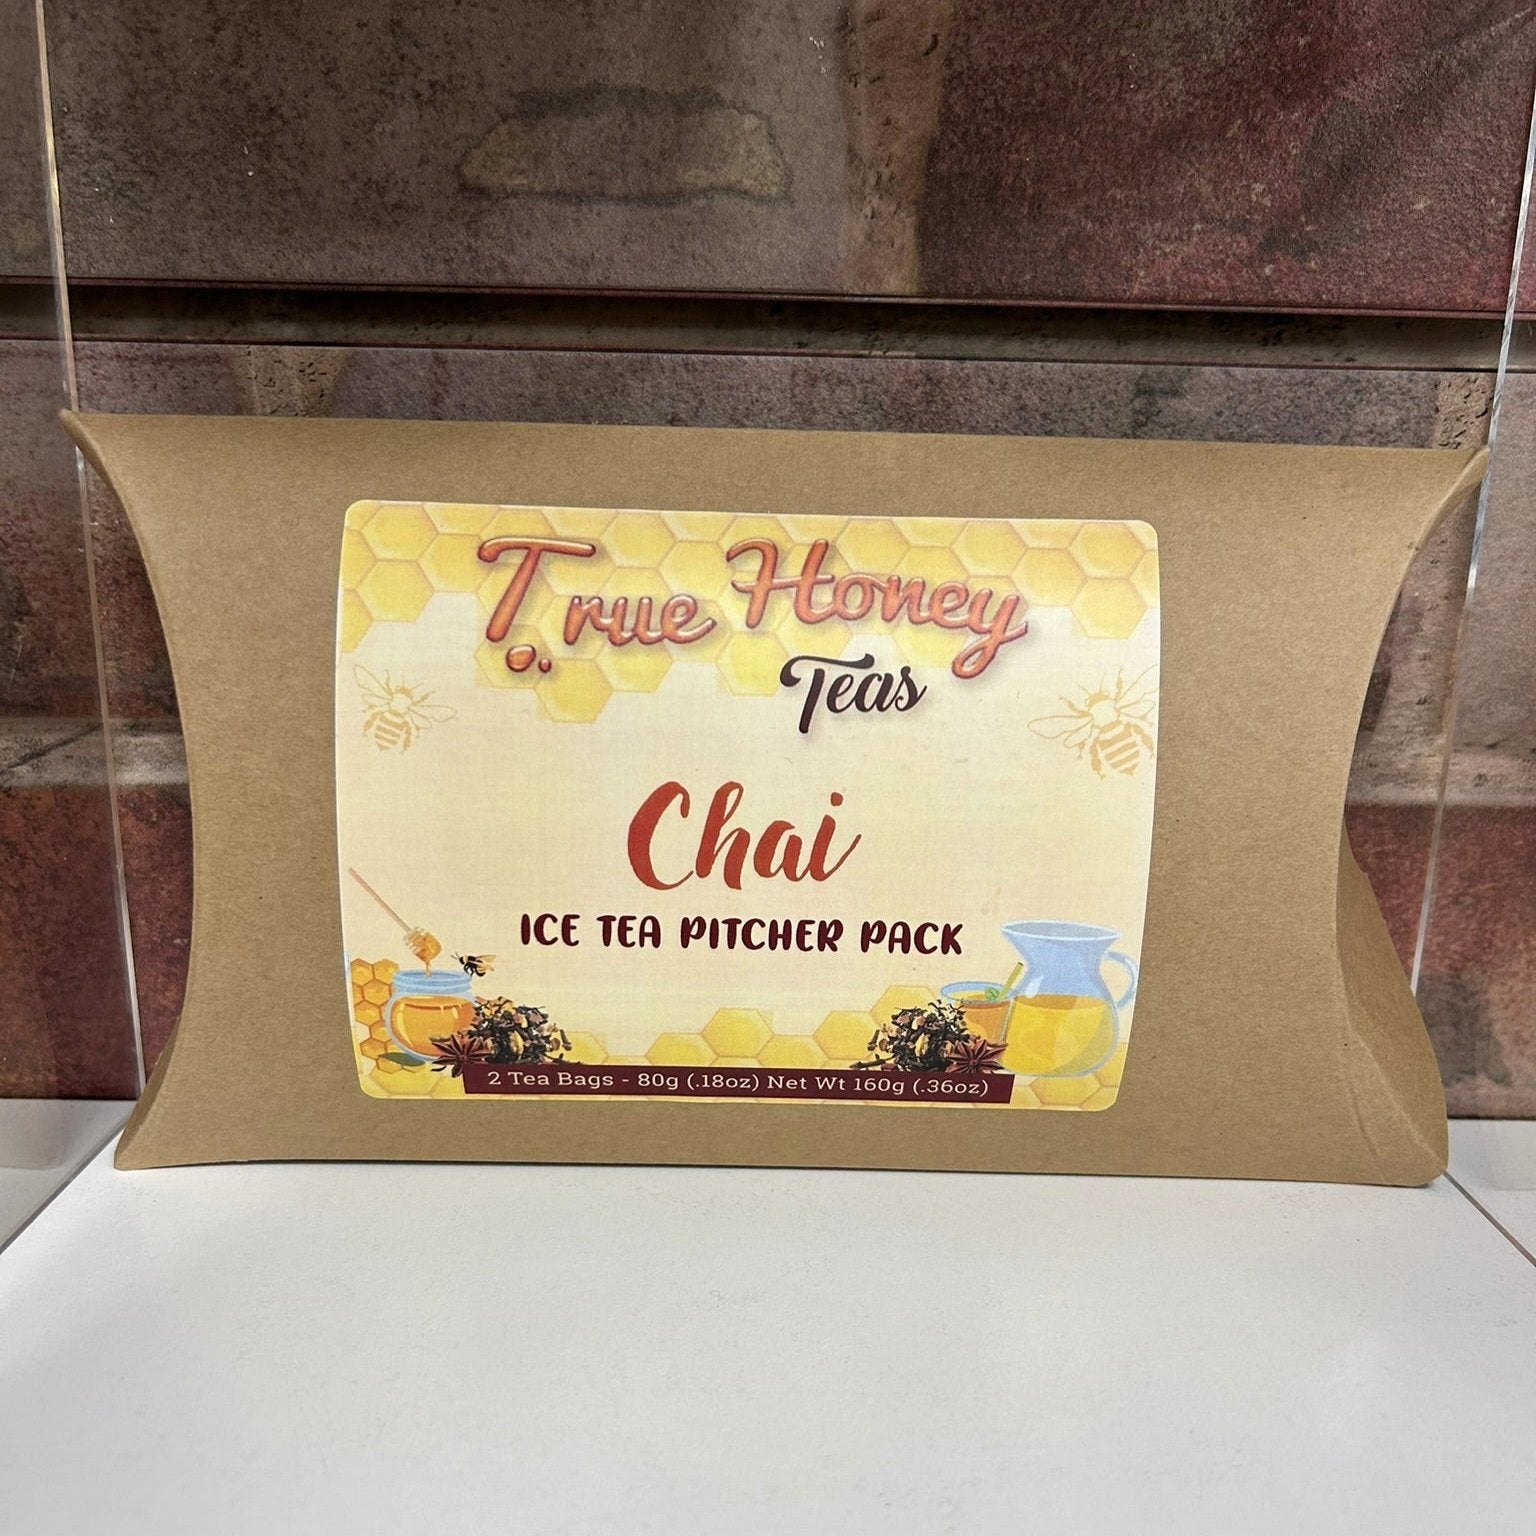 True Honey
Teas
Chai
ICE TEA PITCHER PACK
2 Tea Bags - 80g (.18oz) Net Wt 160g (.36oz)